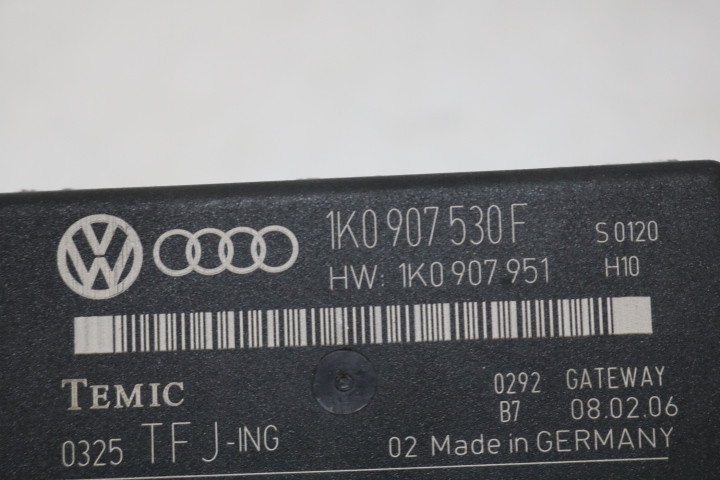 1K0 907 530 F S 0120
HW: 1K0 907 951 H10
TEMIC 0292 GATEWAY
B7 08.02.06
0325 TFJ-ING 02 Made in GERMANY